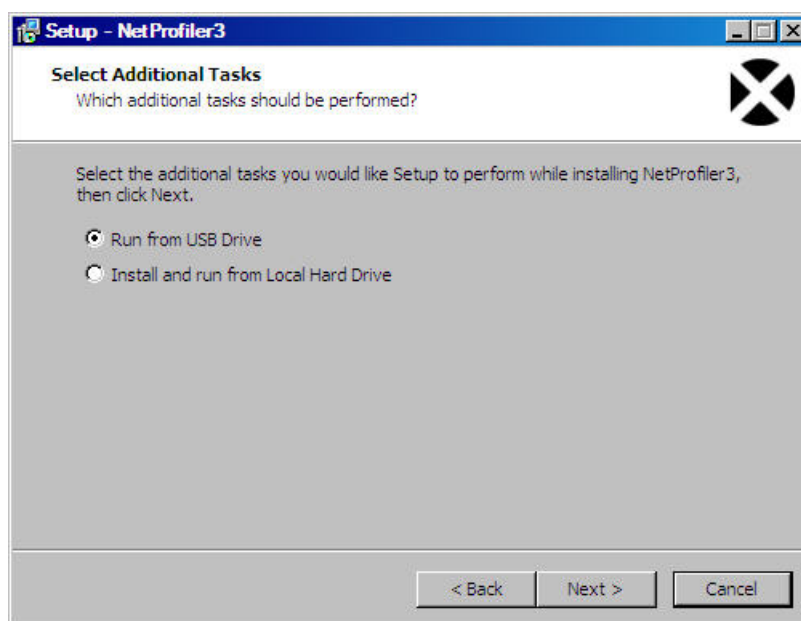 Setup - NetProfiler3
Select Additional Tasks
Which additional tasks should be performed?
Select the additional tasks you would like Setup to perform while installing NetProfiler3,
then click Next.
Run from USB Drive
Install and run from Local Hard Drive
< Back
Next >
Cancel